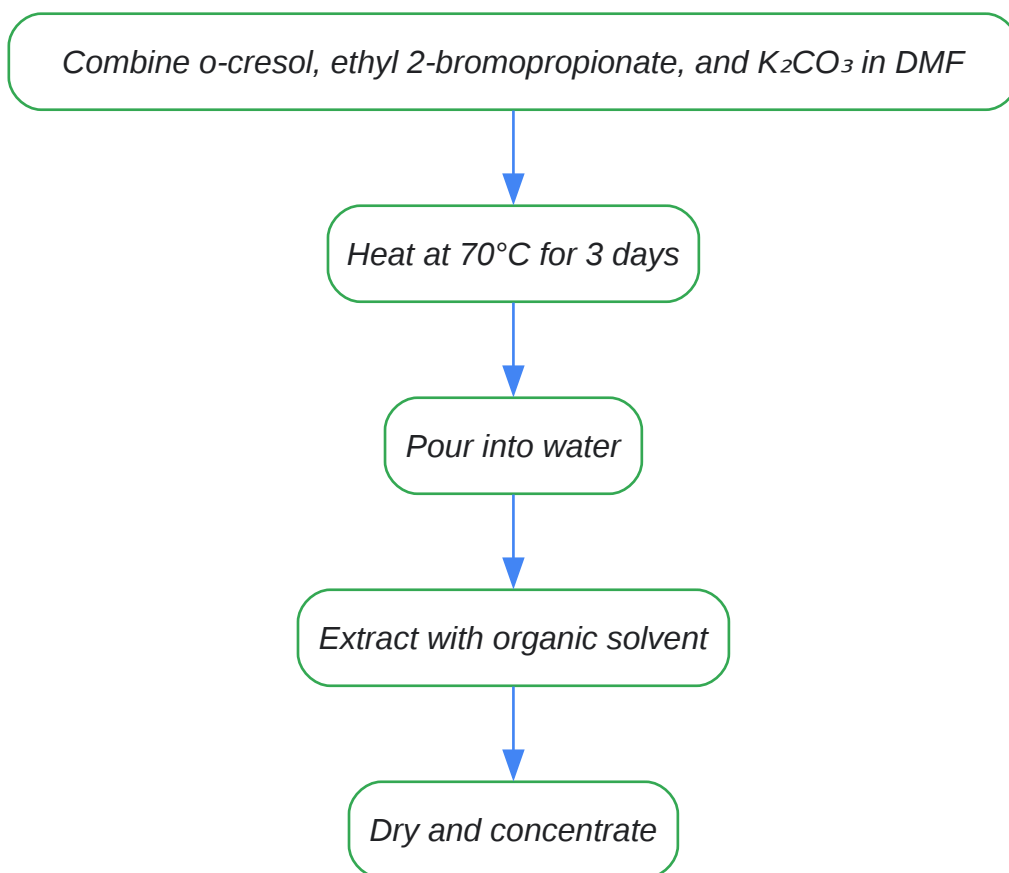 Combine o-cresol, ethyl 2-bromopropionate, and K₂CO₃ in DMF
Heat at 70°C for 3 days
Pour into water
Extract with organic solvent
Dry and concentrate